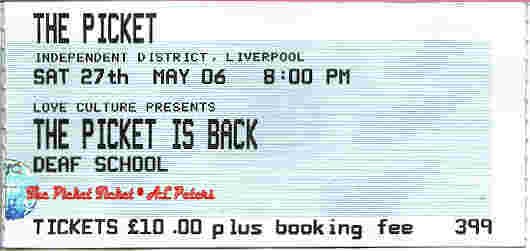 THE PICKET
INDEPENDENT DISTRICT, LIVERPOOL
SAT 27th MAY 06 8:00 PM
LOVE CULTURE PRESENTS
THE PICKET IS BACK
DEAF SCHOOL
The Picket Ticket * AL Peters
TICKETS £10.00 plus booking fee 399